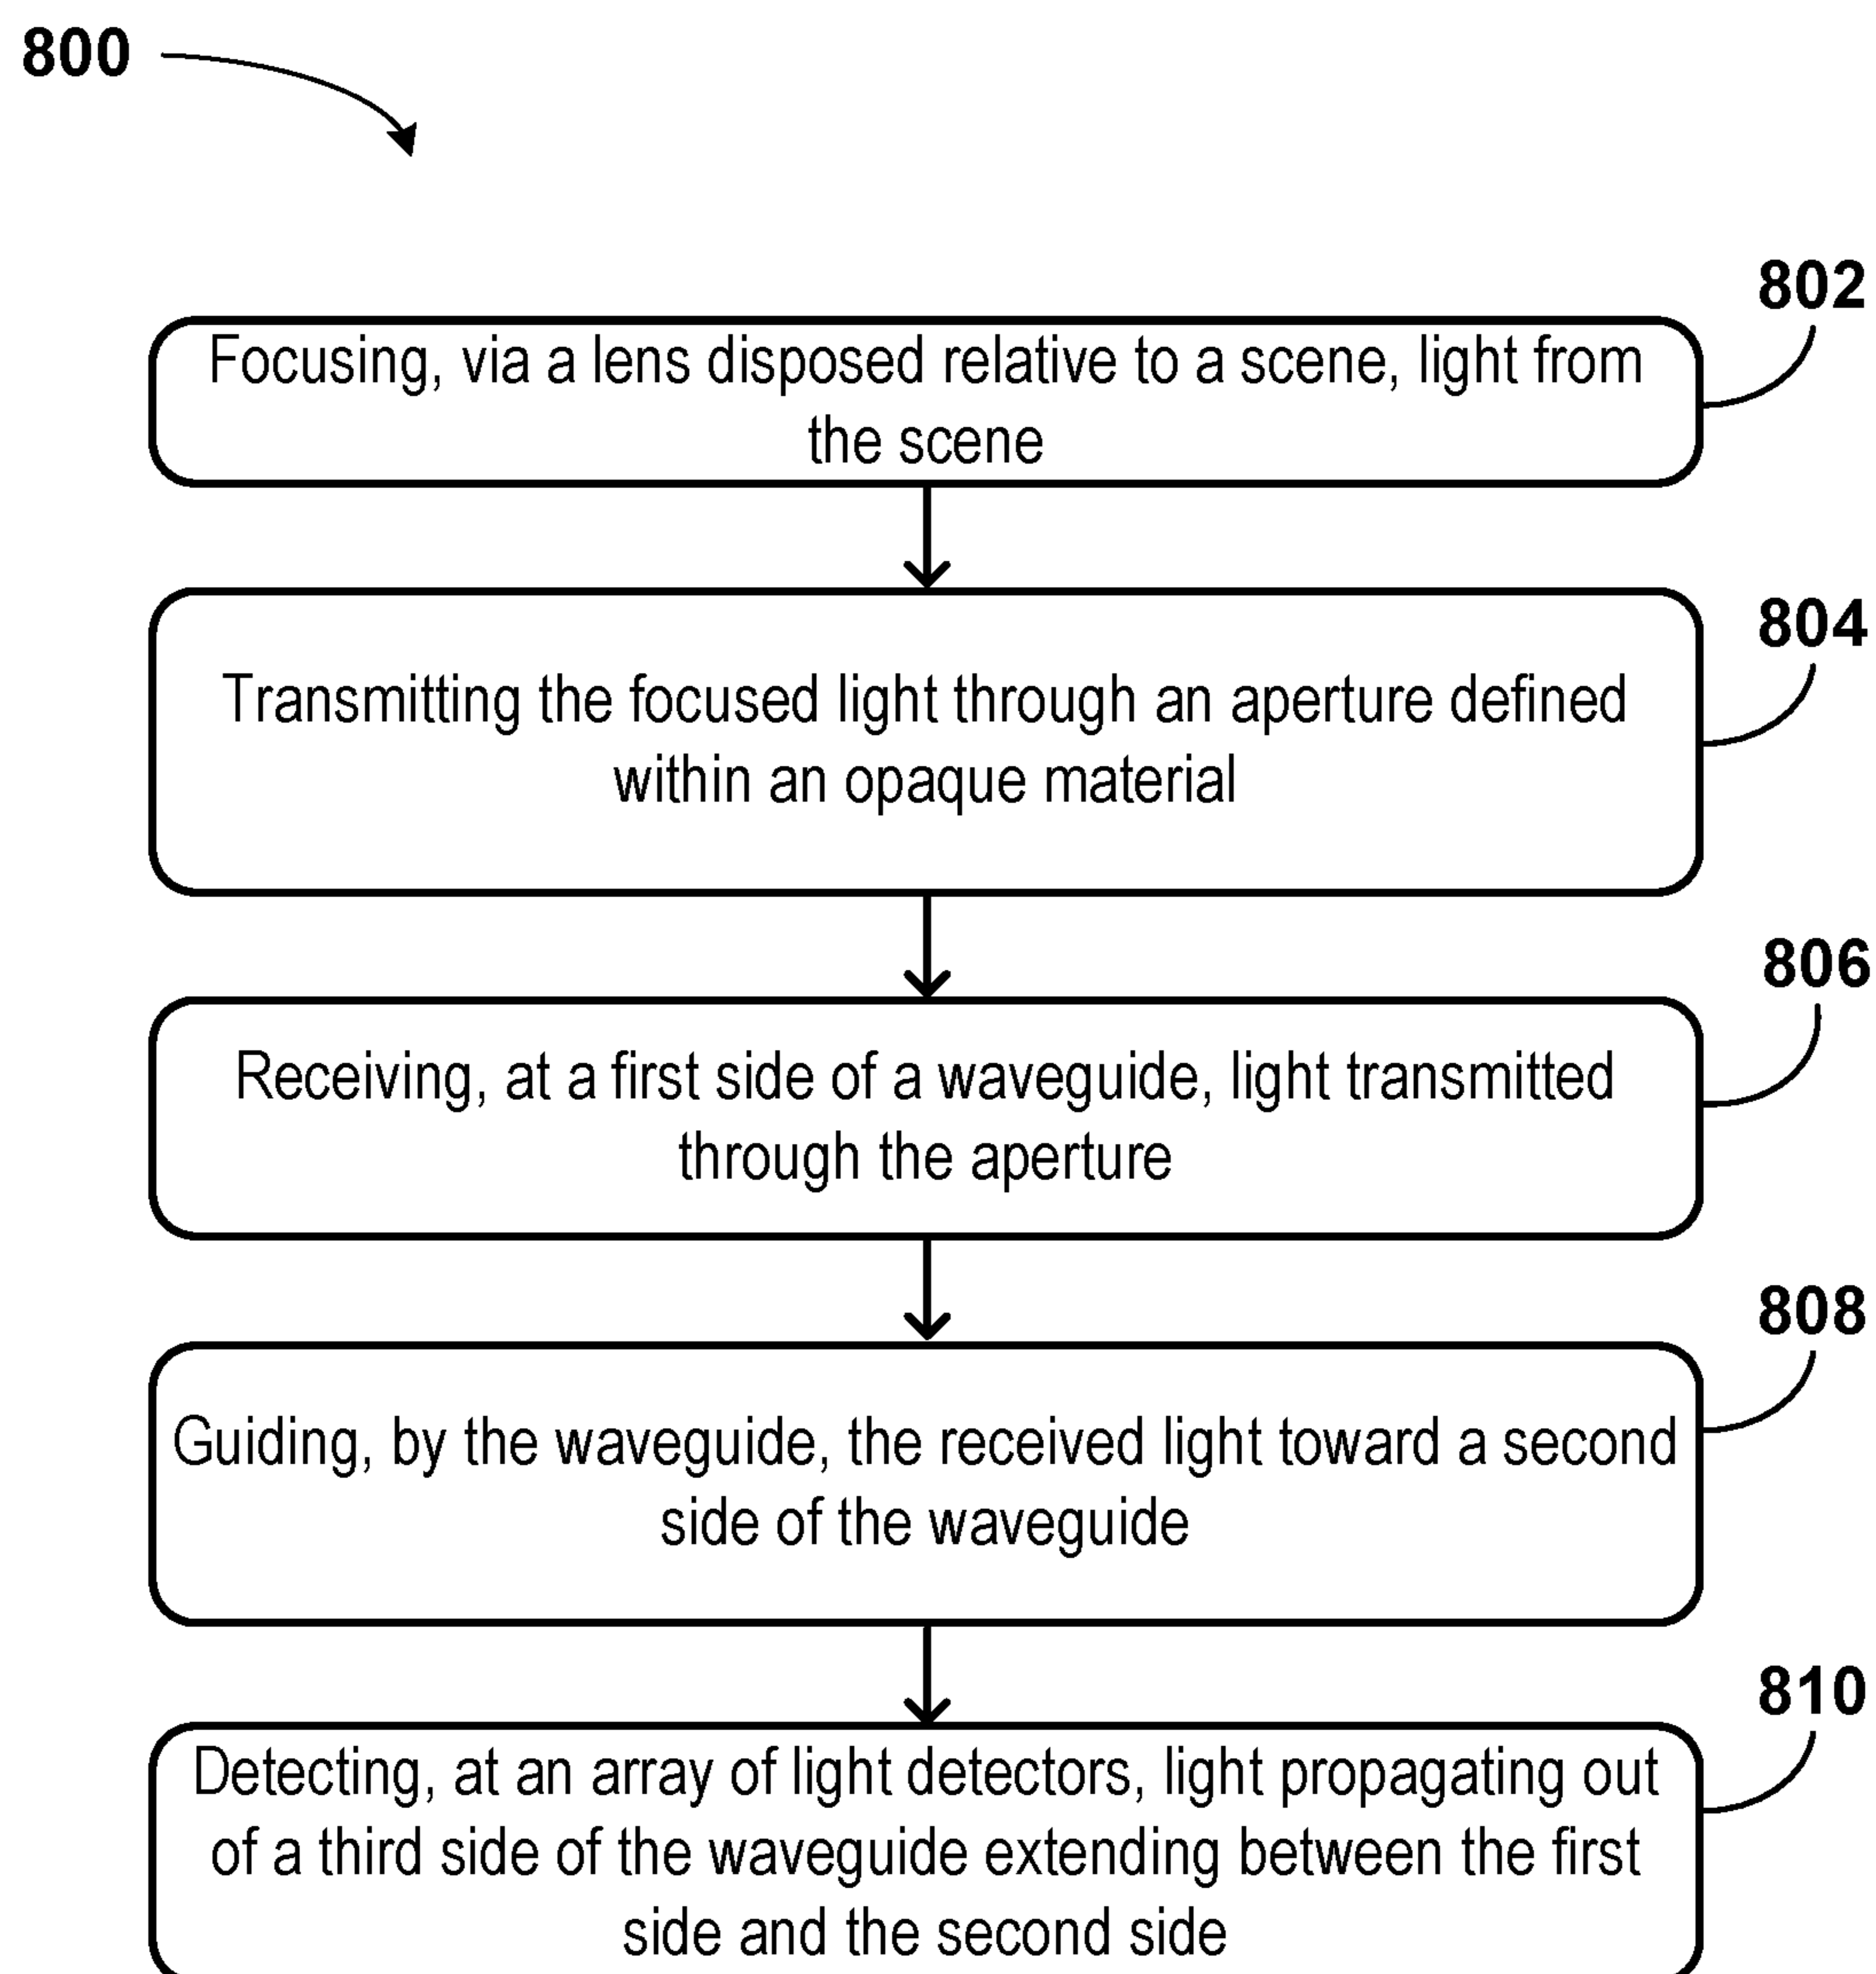 800
802
Focusing, via a lens disposed relative to a scene, light from
the scene
804
Transmitting the focused light through an aperture defined
within an opaque material
806
Receiving, at a first side of a waveguide, light transmitted
through the aperture
808
Guiding, by the waveguide, the received light toward a second
side of the waveguide
810
Detecting, at an array of light detectors, light propagating out
of a third side of the waveguide extending between the first
side and the second side